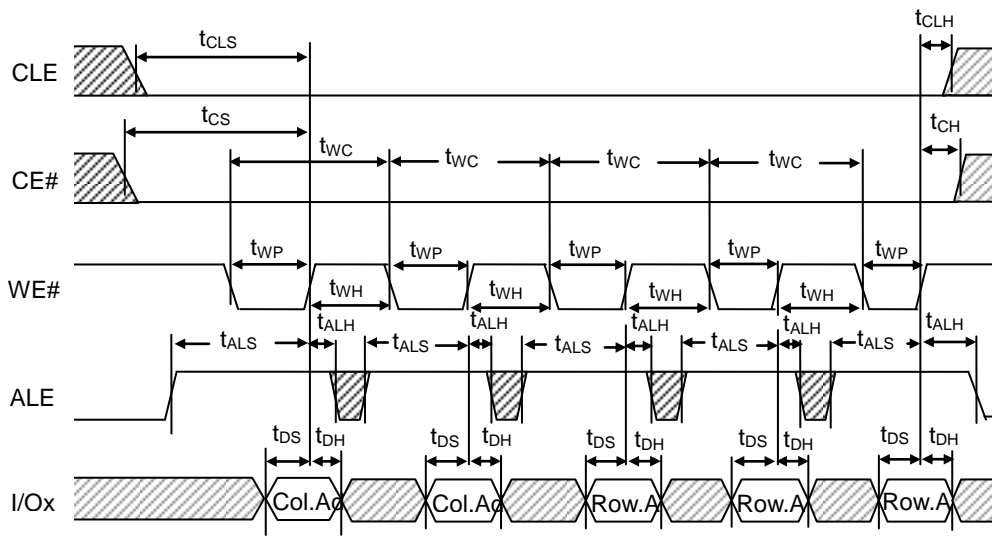 tCLS
tCLH
CLE
tCS
tCH
tWC tWC tWC tWC
CE#
tWP tWP tWP tWP tWP
WE#
tWH tWH tWH tWH
tALH tALH tALH tALH
tALS tALS tALS tALS tALS
ALE
tDS tDH tDS tDH tDS tDH tDS tDH tDS tDH
I/Ox
Col.Ad Col.Ad Row.A Row.A Row.A